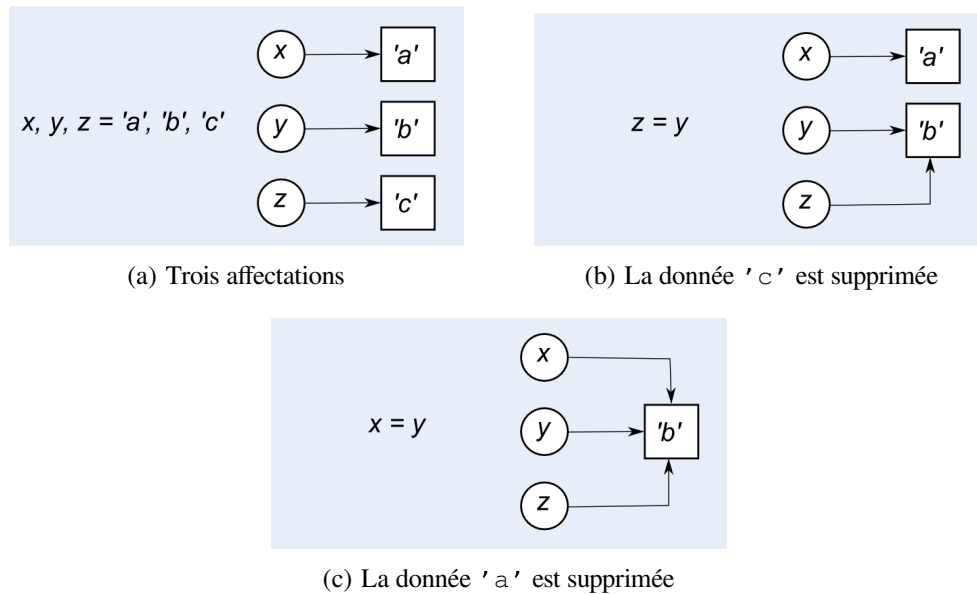 x 'a'
x, y, z = 'a', 'b', 'c' y 'b'
z 'c'
(a) Trois affectations
x 'a'
z = y y 'b'
z
(b) La donnée 'c' est supprimée
x
x = y y 'b'
z
(c) La donnée 'a' est supprimée